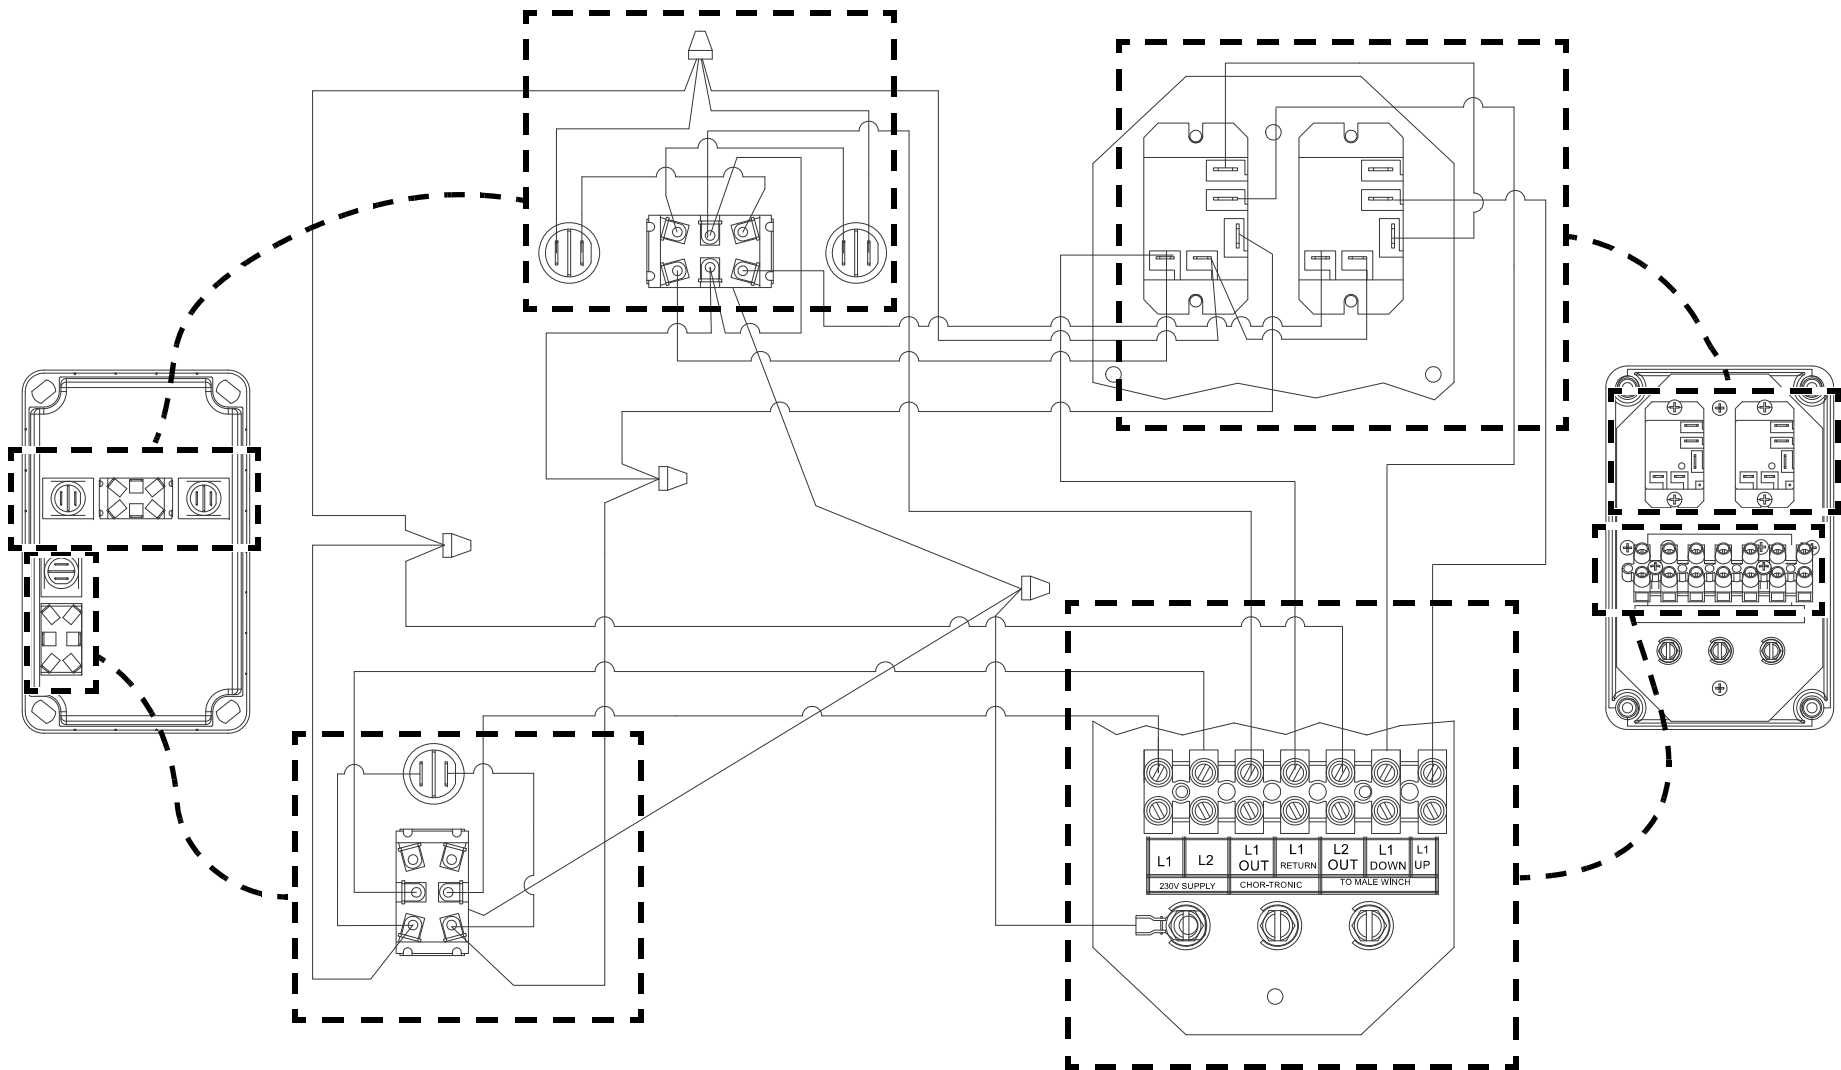 L1 L2 L1 OUT L1 RETURN L2 OUT L1 DOWN L1 UP
230V SUPPLY CHOR-TRONIC TO MALE WINCH